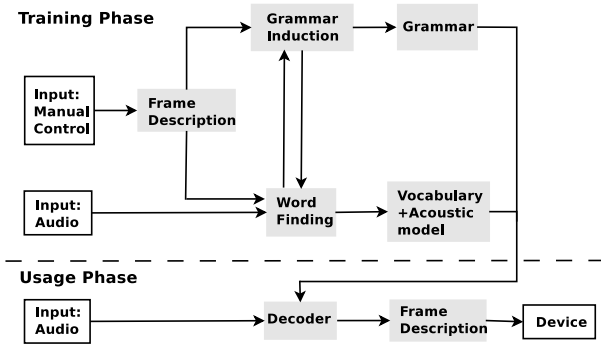 Training Phase
Grammar
Induction
Grammar
Input:
Manual
Control
Frame
Description
Input:
Audio
Word
Finding
Vocabulary
+Acoustic
model
Usage Phase
Input:
Audio
Decoder
Frame
Description
Device